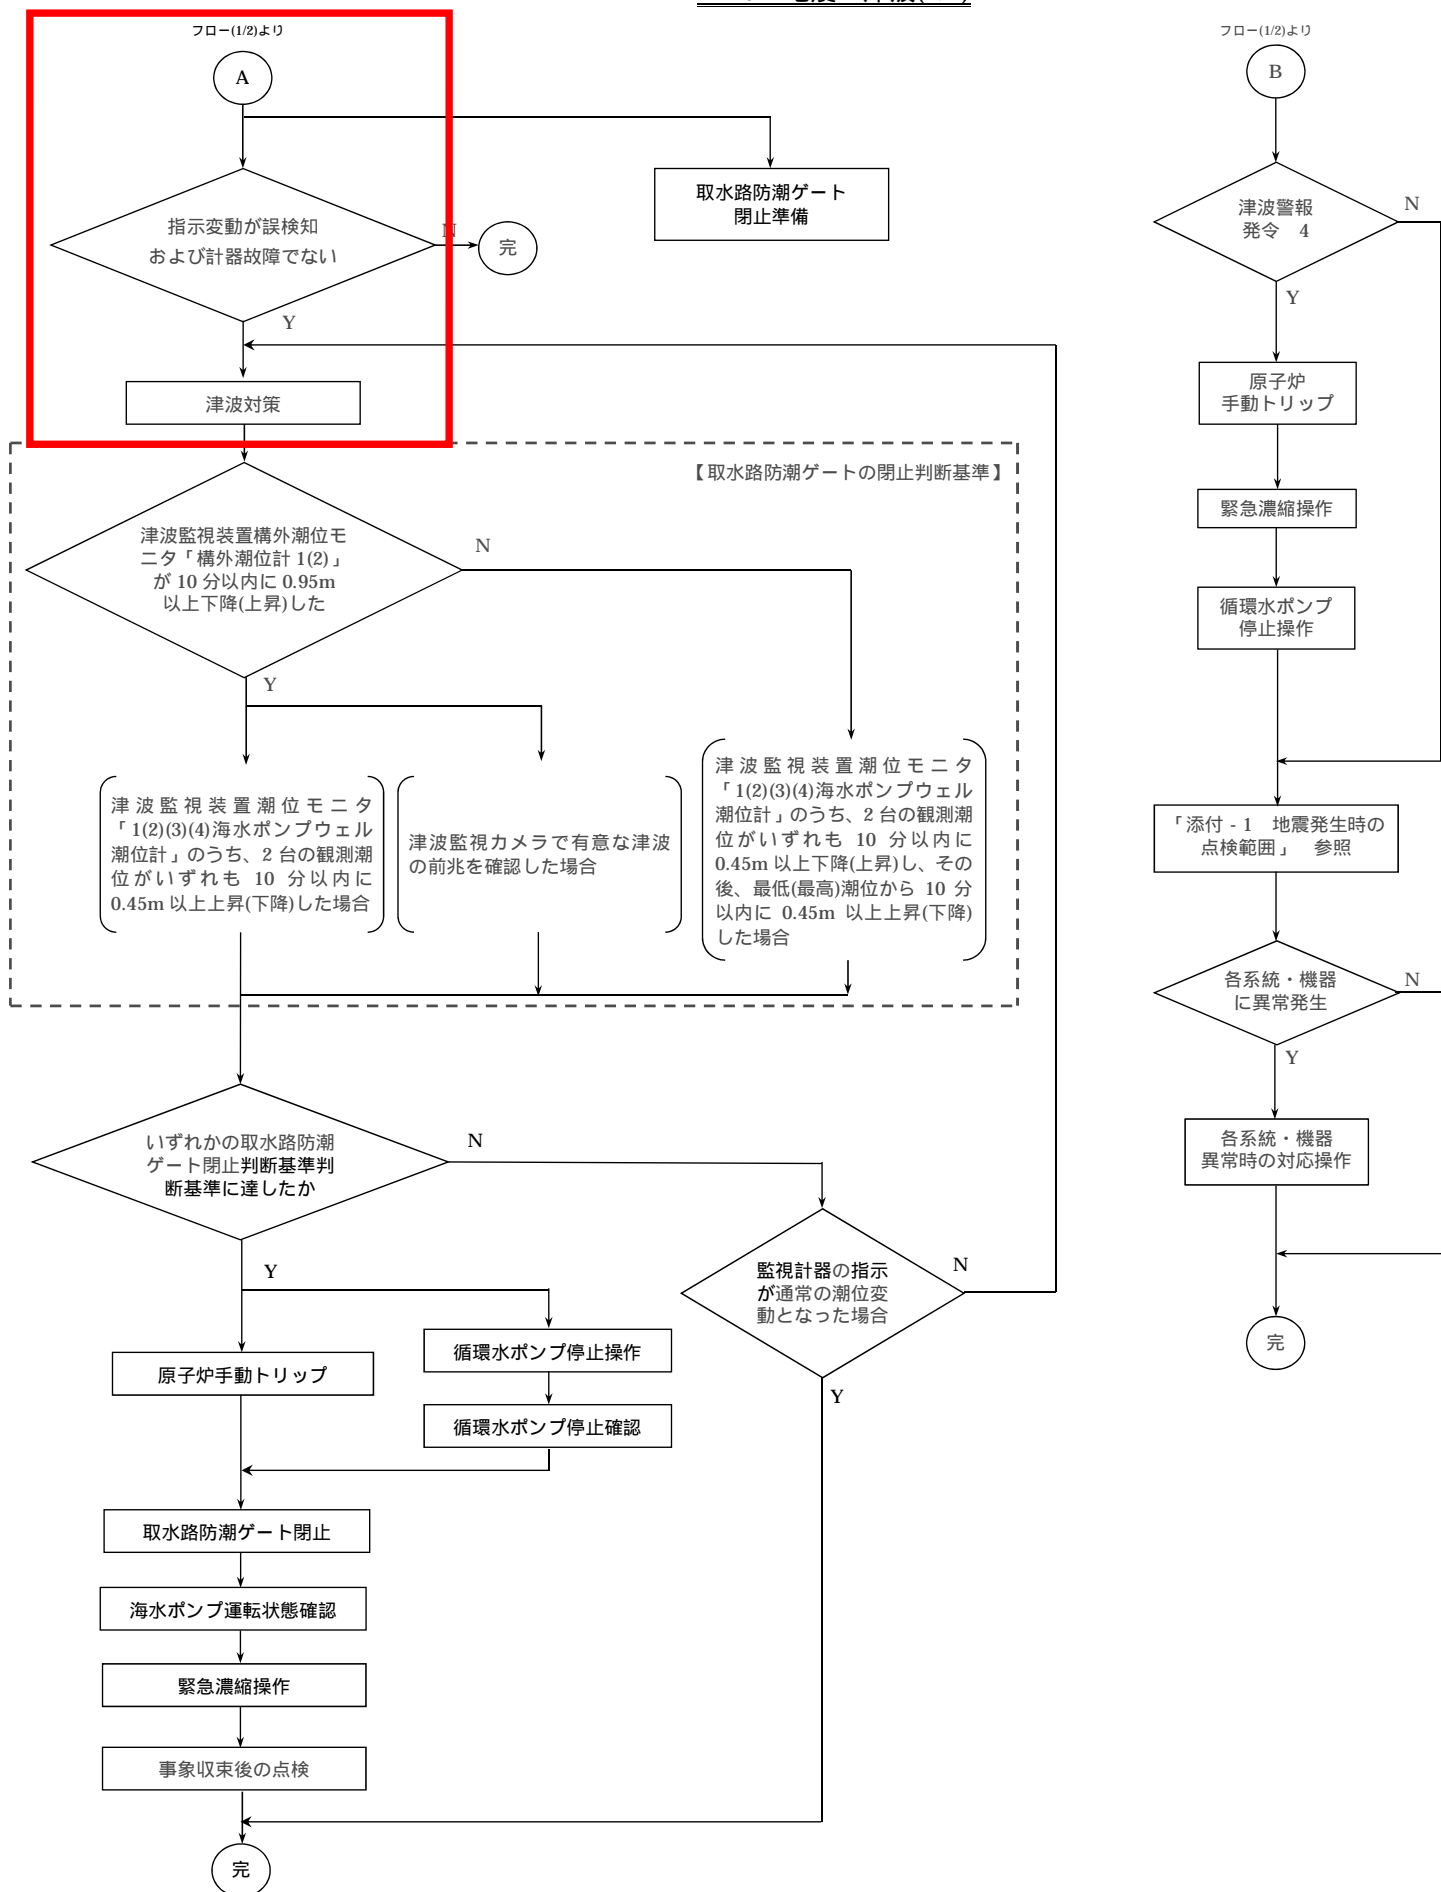 フロー(1/2)より
A
取水路防潮ゲート
閉止準備
指示変動が誤検知
および計器故障でない
N
完
Y
津波対策
【取水路防潮ゲートの閉止判断基準】
津波監視装置構外潮位モ
ニタ「構外潮位計 1(2)」
が 10 分以内に 0.95m
以上下降(上昇)した
N
Y
津波監視装置潮位モニタ
「1(2)(3)(4)海水ポンプウェル
潮位計」のうち、2 台の観測潮
位がいずれも 10 分以内に
0.45m 以上上昇(下降)した場合
津波監視カメラで有意な津波
の前兆を確認した場合
津波監視装置潮位モニタ
「1(2)(3)(4)海水ポンプウェル
潮位計」のうち、2 台の観測潮
位がいずれも 10 分以内に
0.45m 以上下降(上昇)し、その
後、最低(最高)潮位から 10 分
以内に 0.45m 以上上昇(下降)
した場合
いずれかの取水路防潮
ゲート閉止判断基準判
断基準に達したか
N
Y
監視計器の指示
が通常の潮位変
動となった場合
N
Y
原子炉手動トリップ
循環水ポンプ停止操作
循環水ポンプ停止確認
取水路防潮ゲート閉止
海水ポンプ運転状態確認
緊急濃縮操作
事象収束後の点検
完
フロー(1/2)より
B
津波警報
発令 4
N
Y
原子炉
手動トリップ
緊急濃縮操作
循環水ポンプ
停止操作
「添付 - 1 地震発生時の
点検範囲」 参照
各系統・機器
に異常発生
N
Y
各系統・機器
異常時の対応操作
完